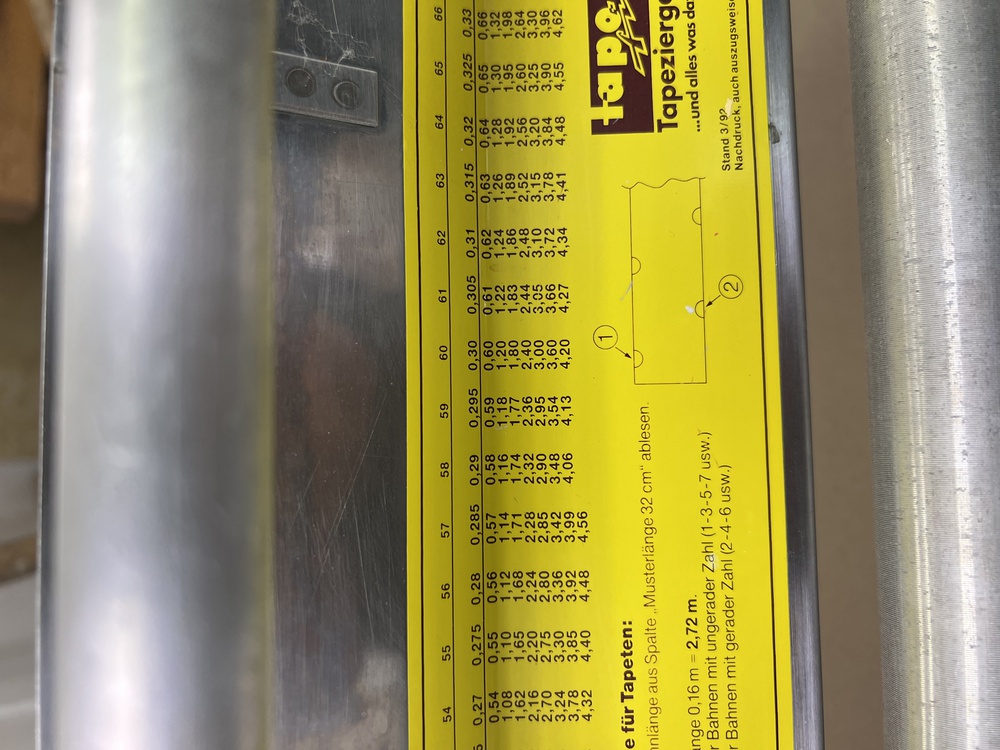 54 55 56 57 58 59 60 61 62 63 64 65 66
5 0,27 0,275 0,28 0,285 0,29 0,295 0,30 0,305 0,31 0,315 0,32 0,325 0,33
0,54 0,55 0,56 0,57 0,58 0,59 0,60 0,61 0,62 0,63 0,64 0,65 0,66
1,08 1,10 1,12 1,14 1,16 1,18 1,20 1,22 1,24 1,26 1,28 1,30 1,32
1,62 1,65 1,68 1,71 1,74 1,77 1,80 1,83 1,86 1,89 1,92 1,95 1,98
2,16 2,20 2,24 2,28 2,32 2,36 2,40 2,44 2,48 2,52 2,56 2,60 2,64
2,70 2,75 2,80 2,85 2,90 2,95 3,00 3,05 3,10 3,15 3,20 3,25 3,30
3,24 3,30 3,36 3,42 3,48 3,54 3,60 3,66 3,72 3,78 3,84 3,90 3,96
3,78 3,85 3,92 3,99 4,06 4,13 4,20 4,27 4,34 4,41 4,48 4,55 4,62
4,32 4,40 4,48 4,56
e für Tapeten:
nnlänge aus Spalte „Musterlänge 32 cm" ablesen.
änge 0,16 m = 2,72 m.
r Bahnen mit ungerader Zahl (1-3-5-7 usw.)
r Bahnen mit gerader Zahl (2-4-6 usw.)
1
2
tapo
Tapezierge
...und alles was da
Stand 3/92
Nachdruck, auch auszugsweise